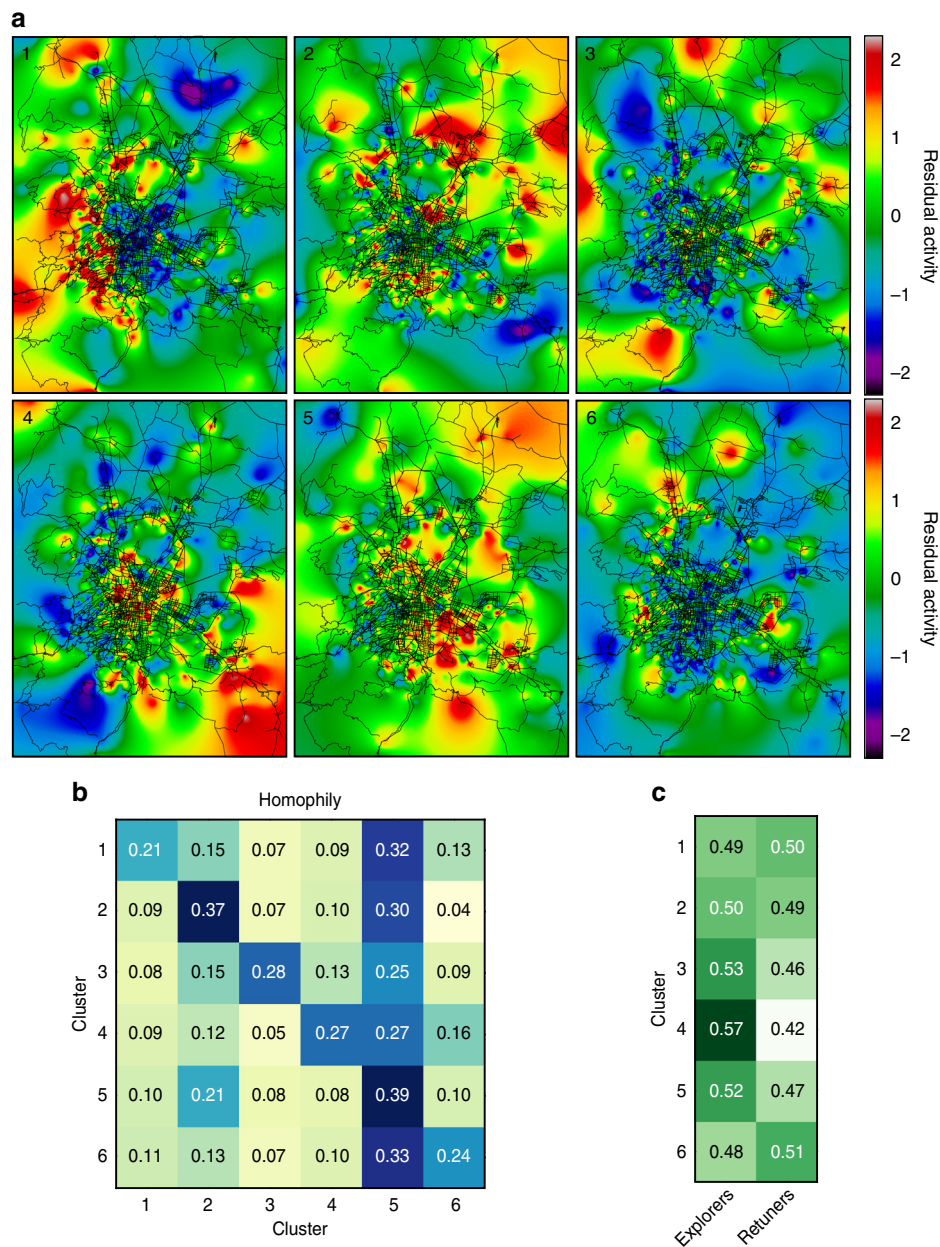 a
1
2
3
2
1
0
–1
–2
Residual activity
4
5
6
2
1
0
–1
–2
Residual activity
b
Homophily
1 0.21 0.15 0.07 0.09 0.32 0.13
2 0.09 0.37 0.07 0.10 0.30 0.04
3 0.08 0.15 0.28 0.13 0.25 0.09
4 0.09 0.12 0.05 0.27 0.27 0.16
5 0.10 0.21 0.08 0.08 0.39 0.10
6 0.11 0.13 0.07 0.10 0.33 0.24
Cluster
1 2 3 4 5 6
Cluster
c
1 0.49 0.50
2 0.50 0.49
3 0.53 0.46
4 0.57 0.42
5 0.52 0.47
6 0.48 0.51
Cluster
Explorers
Retuners